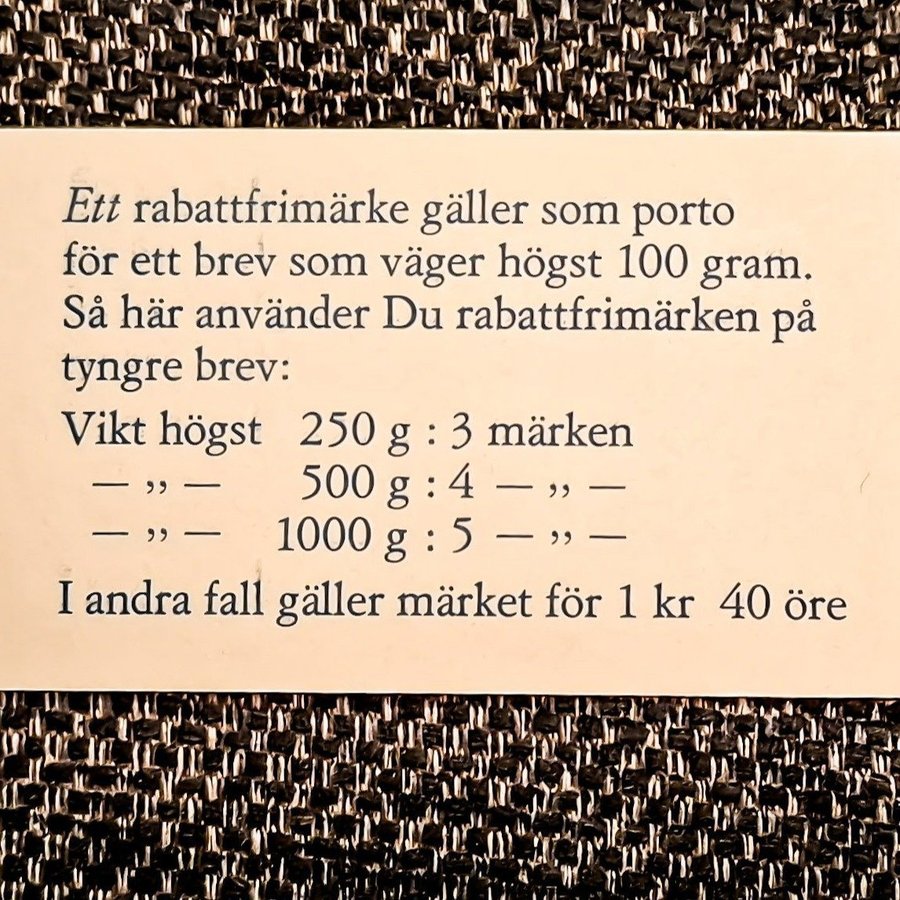 Ett rabattfrimärke gäller som porto
för ett brev som väger högst 100 gram.
Så här använder Du rabattfrimärken på
tyngre brev:
Vikt högst 250 g : 3 märken
— ,, — 500 g : 4 — ,, —
— ,, — 1000 g : 5 — ,, —
I andra fall gäller märket för 1 kr 40 öre